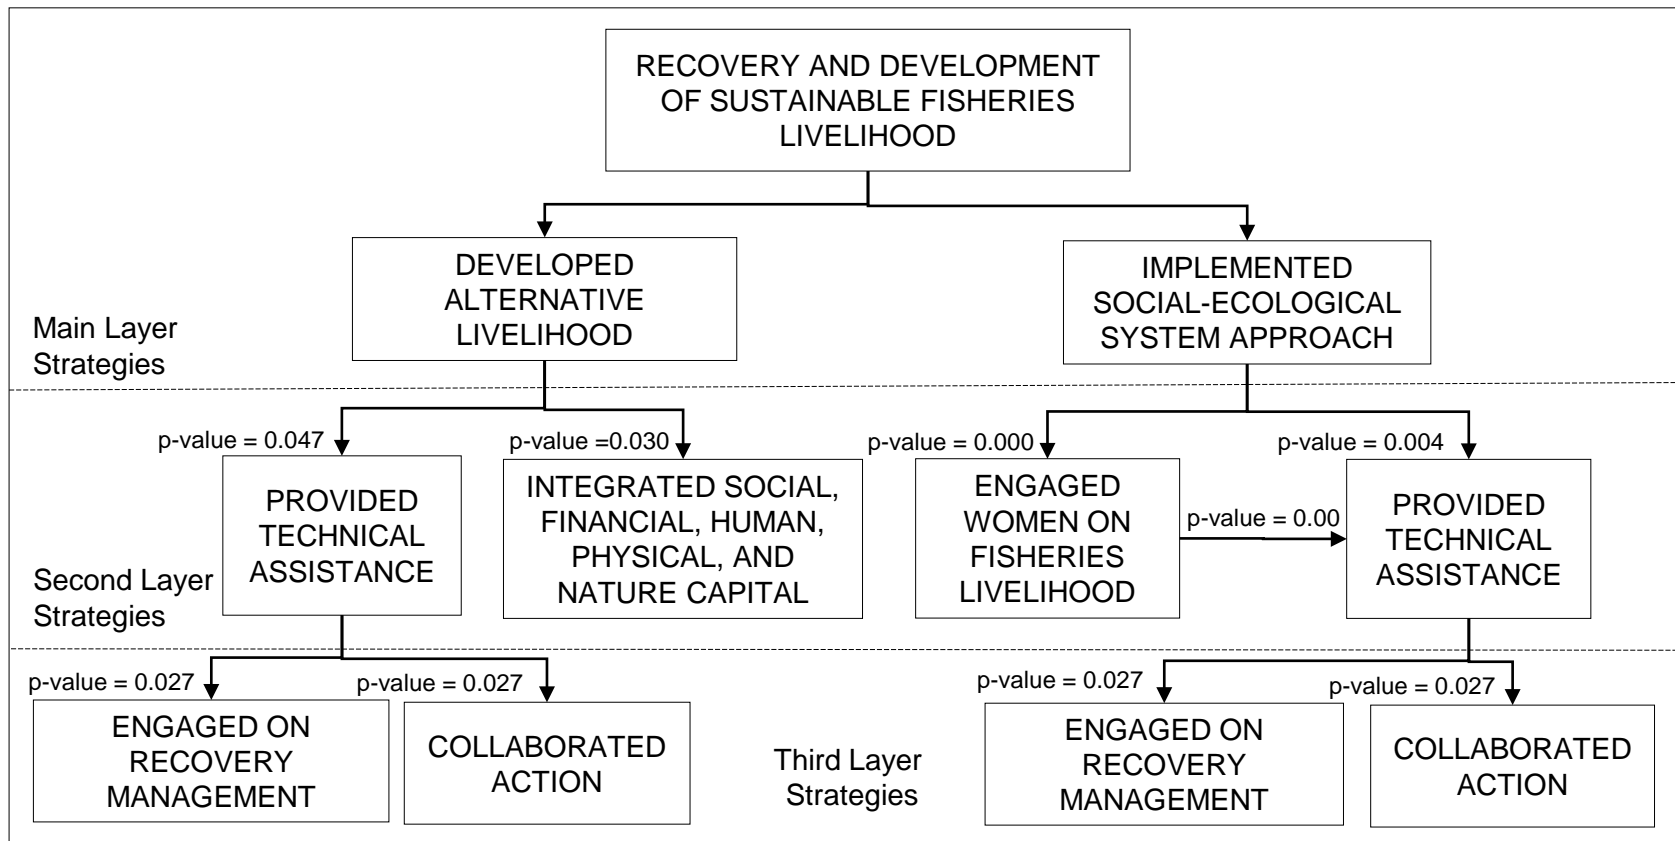 RECOVERY AND DEVELOPMENT
OF SUSTAINABLE FISHERIES
LIVELIHOOD
DEVELOPED
ALTERNATIVE
LIVELIHOOD
IMPLEMENTED
SOCIAL-ECOLOGICAL
SYSTEM APPROACH
Main Layer
Strategies
p-value = 0.047
p-value =0.030
p-value = 0.000
p-value = 0.004
PROVIDED
TECHNICAL
ASSISTANCE
INTEGRATED SOCIAL,
FINANCIAL, HUMAN,
PHYSICAL, AND
NATURE CAPITAL
ENGAGED
WOMEN ON
FISHERIES
LIVELIHOOD
p-value = 0.00
PROVIDED
TECHNICAL
ASSISTANCE
Second Layer
Strategies
p-value = 0.027
p-value = 0.027
p-value = 0.027
p-value = 0.027
ENGAGED ON
RECOVERY
MANAGEMENT
COLLABORATED
ACTION
Third Layer
Strategies
ENGAGED ON
RECOVERY
MANAGEMENT
COLLABORATED
ACTION